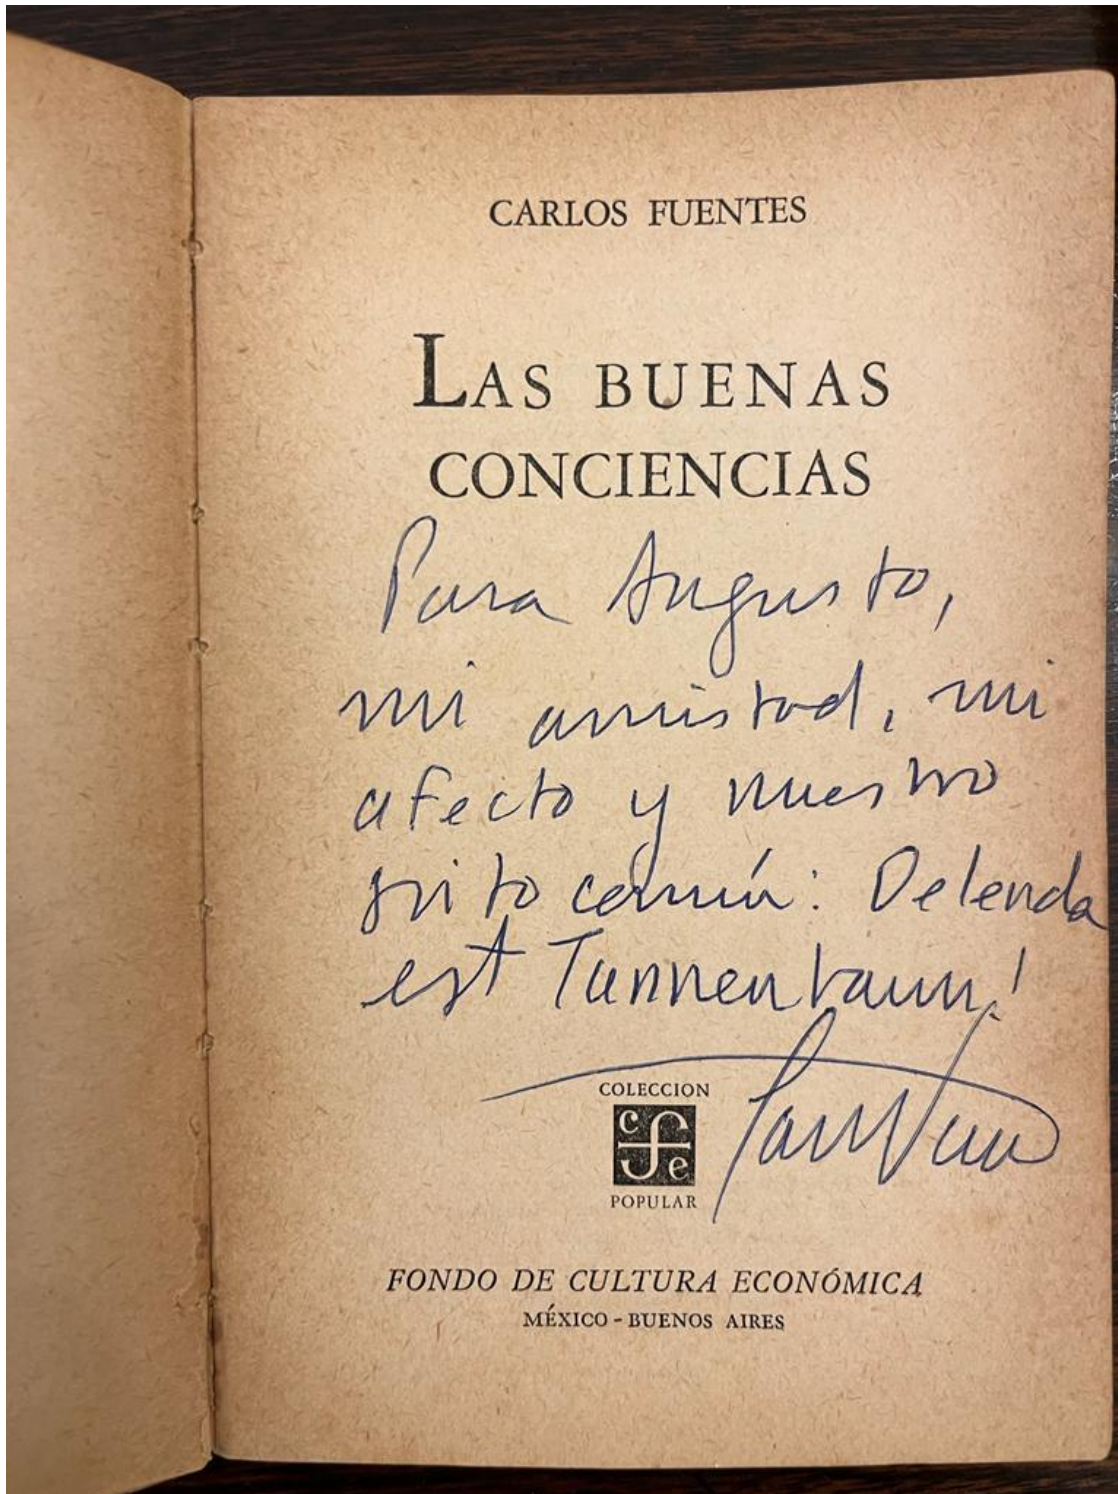 CARLOS FUENTES
LAS BUENAS
CONCIENCIAS
Para Augusto,
mi amistad, mi
afecto y nuestro
grito común: Delenda
est Tannenbaum!
COLECCION
cfe
POPULAR
FONDO DE CULTURA ECONÓMICA
MÉXICO - BUENOS AIRES